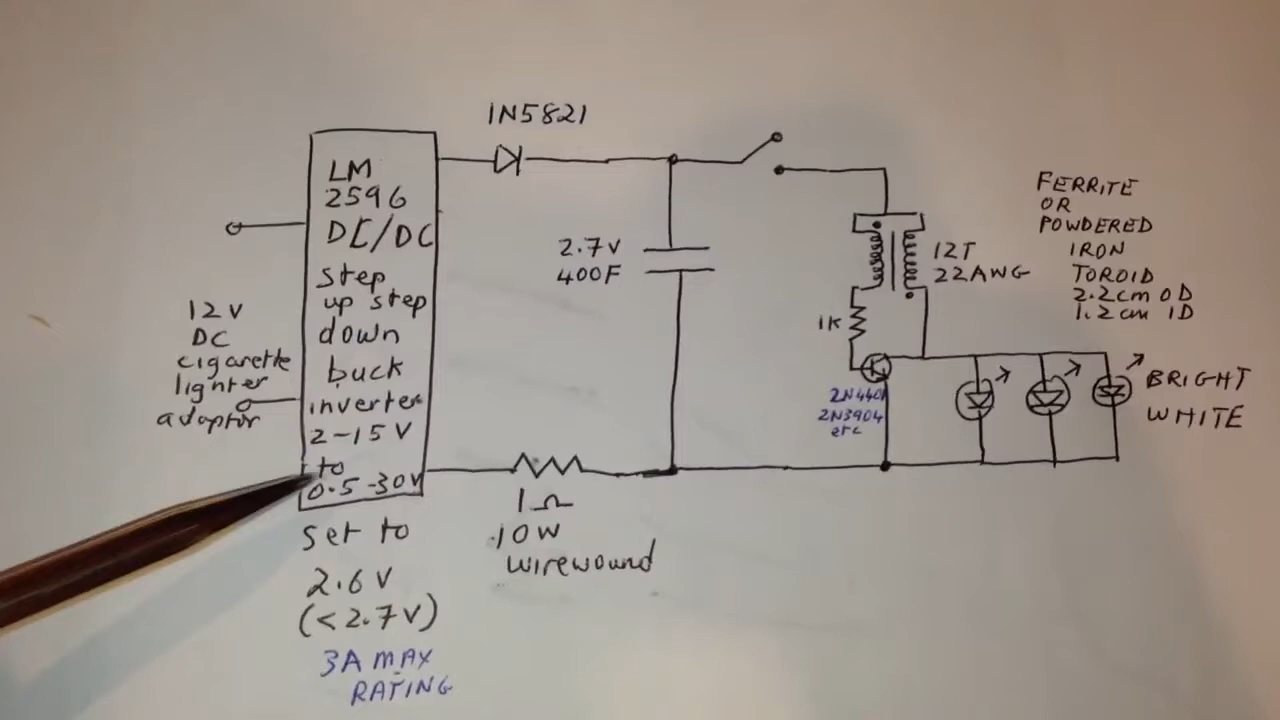 1N5821
LM
2596
DC/DC
step
up step
down
buck
inverter
2-15V
to
0.5-30V
set to
2.6V
(<2.7V)
3A MAX
RATING
12V
DC
cigarette
lighter
adaptor
2.7V
400F
1Ω
10W
wirewound
12T
22AWG
1K
2N4401
2N3904
etc
FERRITE
OR
POWDERED
IRON
TOROID
2.2cm OD
1.2cm ID
BRIGHT
WHITE